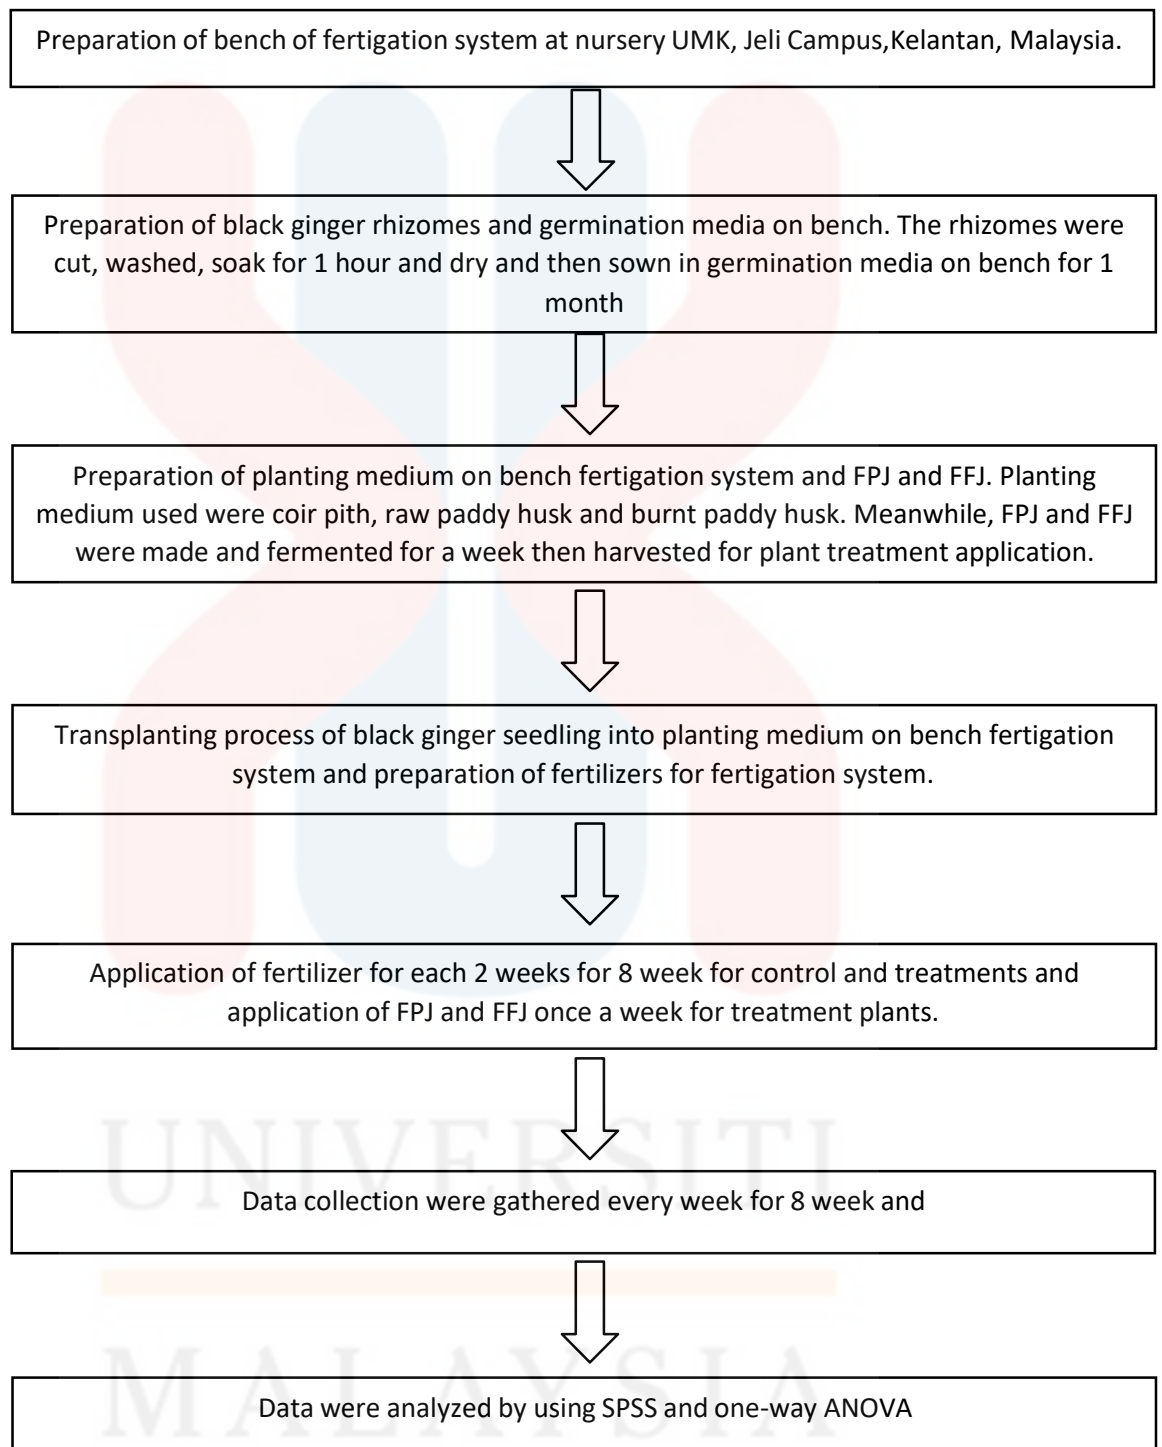 Preparation of bench of fertigation system at nursery UMK, Jeli Campus,Kelantan, Malaysia.
Preparation of black ginger rhizomes and germination media on bench. The rhizomes were
cut, washed, soak for 1 hour and dry and then sown in germination media on bench for 1
month
Preparation of planting medium on bench fertigation system and FPJ and FFJ. Planting
medium used were coir pith, raw paddy husk and burnt paddy husk. Meanwhile, FPJ and FFJ
were made and fermented for a week then harvested for plant treatment application.
Transplanting process of black ginger seedling into planting medium on bench fertigation
system and preparation of fertilizers for fertigation system.
Application of fertilizer for each 2 weeks for 8 week for control and treatments and
application of FPJ and FFJ once a week for treatment plants.
UNIVERSITI
Data collection were gathered every week for 8 week and
MALAYSIA
Data were analyzed by using SPSS and one-way ANOVA